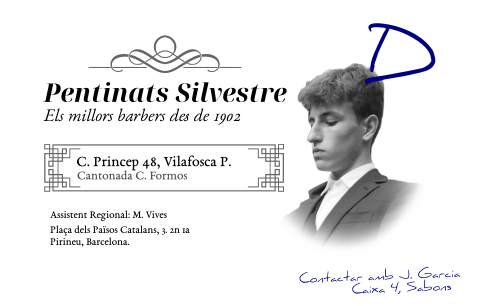 D
Pentinats Silvestre
Els millors barbers des de 1902
C. Princep 48, Vilafosca P.
Cantonada C. Formos
Assistent Regional: M. Vives
Plaça dels Països Catalans, 3. 2n 1a
Pirineu, Barcelona.
Contactar amb J. Garcia
Caixa 4, Sabons